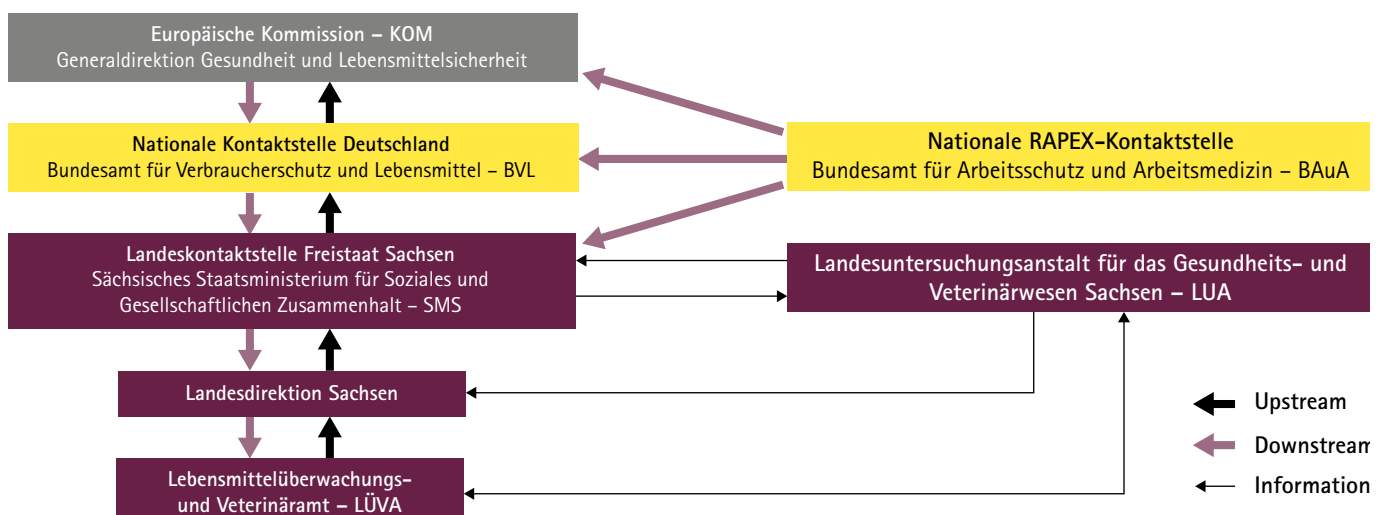 Europäische Kommission – KOM
Generaldirektion Gesundheit und Lebensmittelsicherheit
Nationale Kontaktstelle Deutschland
Bundesamt für Verbraucherschutz und Lebensmittel – BVL
Nationale RAPEX-Kontaktstelle
Bundesamt für Arbeitsschutz und Arbeitsmedizin – BAuA
Landeskontaktstelle Freistaat Sachsen
Sächsisches Staatsministerium für Soziales und
Gesellschaftlichen Zusammenhalt – SMS
Landesuntersuchungsanstalt für das Gesundheits- und
Veterinärwesen Sachsen – LUA
Landesdirektion Sachsen
Lebensmittelüberwachungs-
und Veterinäramt – LÜVA
Upstream
Downstream
Information